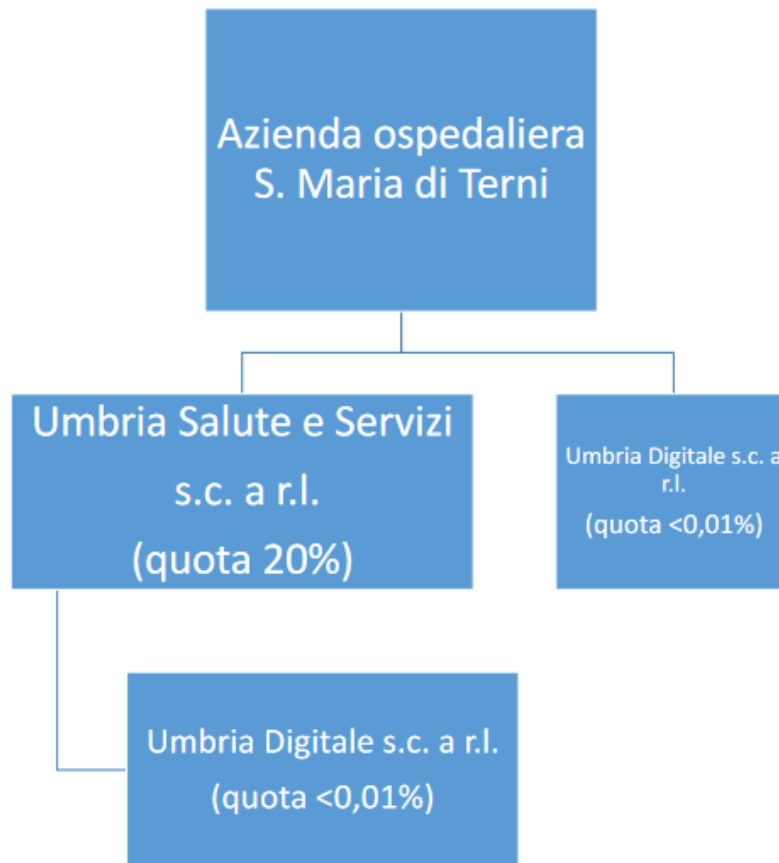 Azienda ospedaliera
S. Maria di Terni
Umbria Salute e Servizi
s.c. a r.l.
(quota 20%)
Umbria Digitale s.c. a
r.l.
(quota <0,01%)
Umbria Digitale s.c. a r.l.
(quota <0,01%)